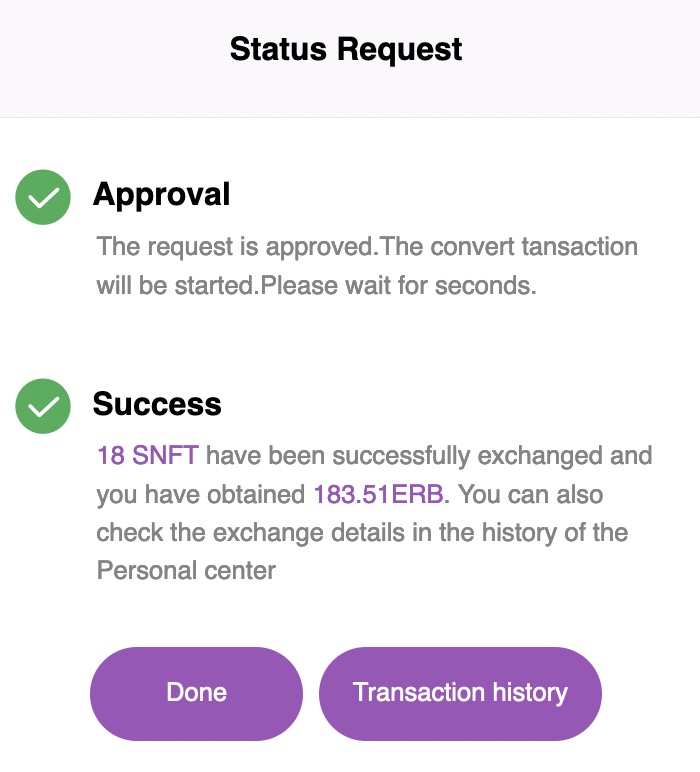 Status Request
Approval
The request is approved.The convert tansaction
will be started.Please wait for seconds.
Success
18 SNFT have been successfully exchanged and
you have obtained 183.51ERB. You can also
check the exchange details in the history of the
Personal center
Done
Transaction history